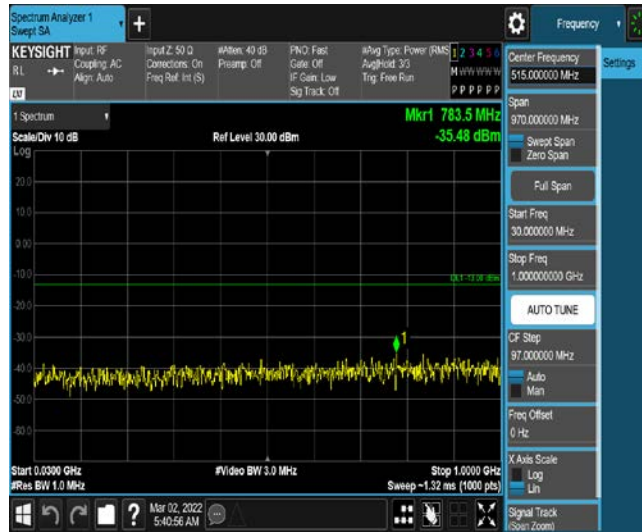 Spectrum Analyzer 1
Swept SA
+
Frequency
KEYSIGHT
RL
LXI
Input: RF
Coupling: AC
Align: Auto
Input Z: 50 Ω
Corrections: On
Freq Ref: Int (S)
#Atten: 40 dB
Preamp: Off
PNO: Fast
Gate: Off
IF Gain: Low
Sig Track: Off
#Avg Type: Power (RMS
Avg|Hold: 3/3
Trig: Free Run
1 2 3 4 5 6
M W W W W W
P P P P P P
1 Spectrum
Scale/Div 10 dB
Log
Ref Level 30.00 dBm
Mkr1 783.5 MHz
-35.48 dBm
20.0
10.0
0.00
-10.0
-20.0
-30.0
-40.0
-50.0
-60.0
DL1 -13.00 dBm
1
Start 0.0300 GHz
#Res BW 1.0 MHz
#Video BW 3.0 MHz
Stop 1.0000 GHz
Sweep ~1.32 ms (1000 pts)
?
Mar 02, 2022
5:40:56 AM
Center Frequency
515.000000 MHz
Settings
Span
970.000000 MHz
Swept Span
Zero Span
Full Span
Start Freq
30.000000 MHz
Stop Freq
1.000000000 GHz
AUTO TUNE
CF Step
97.000000 MHz
Auto
Man
Freq Offset
0 Hz
X Axis Scale
Log
Lin
Signal Track
(Span Zoom)